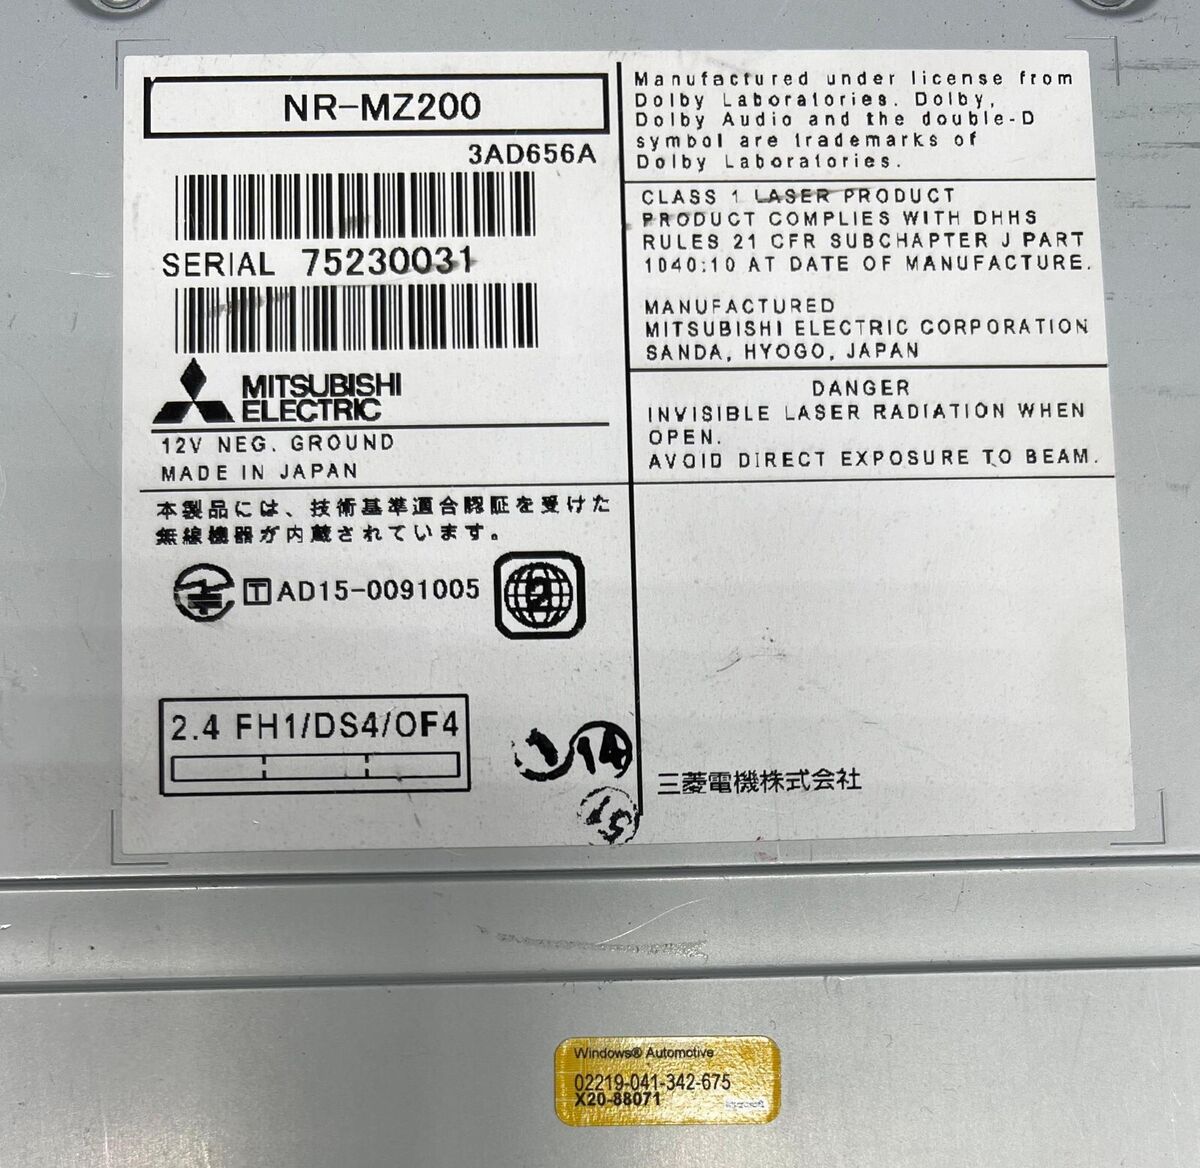 NR-MZ200
3AD656A
SERIAL 75230031
MITSUBISHI
ELECTRIC
12V NEG. GROUND
MADE IN JAPAN
本製品には、技術基準適合認証を受けた
無線機器が内蔵されています。
T AD15-0091005
2
2.4 FH1/DS4/OF4
1 14
51
Manufactured under license from
Dolby Laboratories. Dolby,
Dolby Audio and the double-D
symbol are trademarks of
Dolby Laboratories.
CLASS 1 LASER PRODUCT
PRODUCT COMPLIES WITH DHHS
RULES 21 CFR SUBCHAPTER J PART
1040:10 AT DATE OF MANUFACTURE.
MANUFACTURED
MITSUBISHI ELECTRIC CORPORATION
SANDA, HYOGO, JAPAN
DANGER
INVISIBLE LASER RADIATION WHEN
OPEN.
AVOID DIRECT EXPOSURE TO BEAM.
三菱電機株式会社
Windows® Automotive
02219-041-342-675
X20-88071